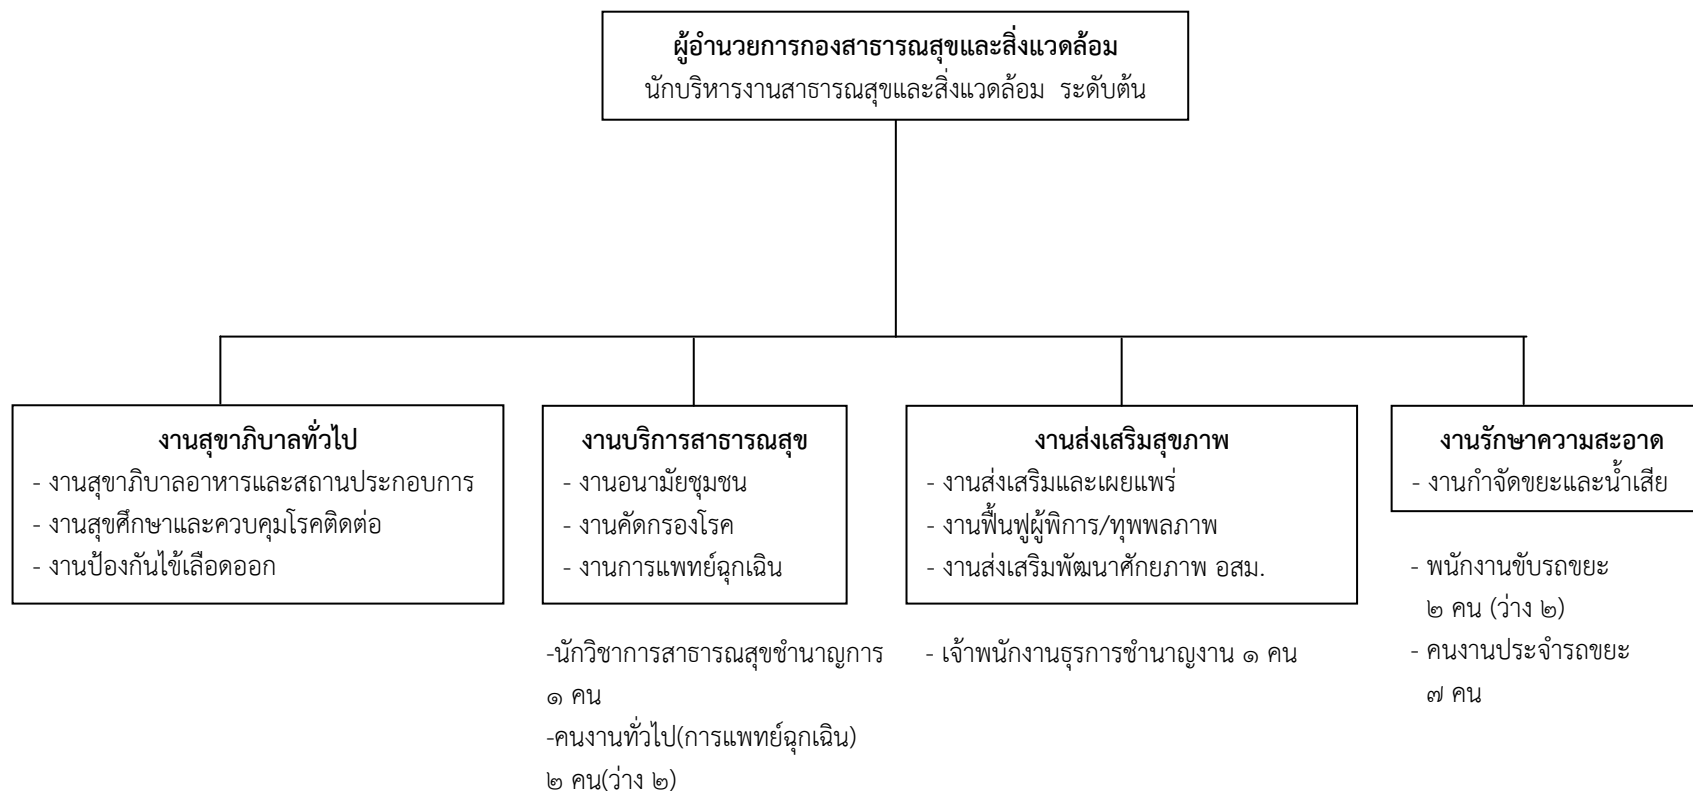 ผู้อำนวยการกองสาธารณสุขและสิ่งแวดล้อม
นักบริหารงานสาธารณสุขและสิ่งแวดล้อม ระดับต้น
งานสุขาภิบาลทั่วไป
- งานสุขาภิบาลอาหารและสถานประกอบการ
- งานสุขศึกษาและควบคุมโรคติดต่อ
- งานป้องกันไข้เลือดออก
งานบริการสาธารณสุข
- งานอนามัยชุมชน
- งานคัดกรองโรค
- งานการแพทย์ฉุกเฉิน
-นักวิชาการสาธารณสุขชำนาญการ
๑ คน
-คนงานทั่วไป(การแพทย์ฉุกเฉิน)
๒ คน(ว่าง ๒)
งานส่งเสริมสุขภาพ
- งานส่งเสริมและเผยแพร่
- งานฟื้นฟูผู้พิการ/ทุพพลภาพ
- งานส่งเสริมพัฒนาศักยภาพ อสม.
- เจ้าพนักงานธุรการชำนาญงาน ๑ คน
งานรักษาความสะอาด
- งานกำจัดขยะและน้ำเสีย
- พนักงานขับรถขยะ
๒ คน (ว่าง ๒)
- คนงานประจำรถขยะ
๗ คน